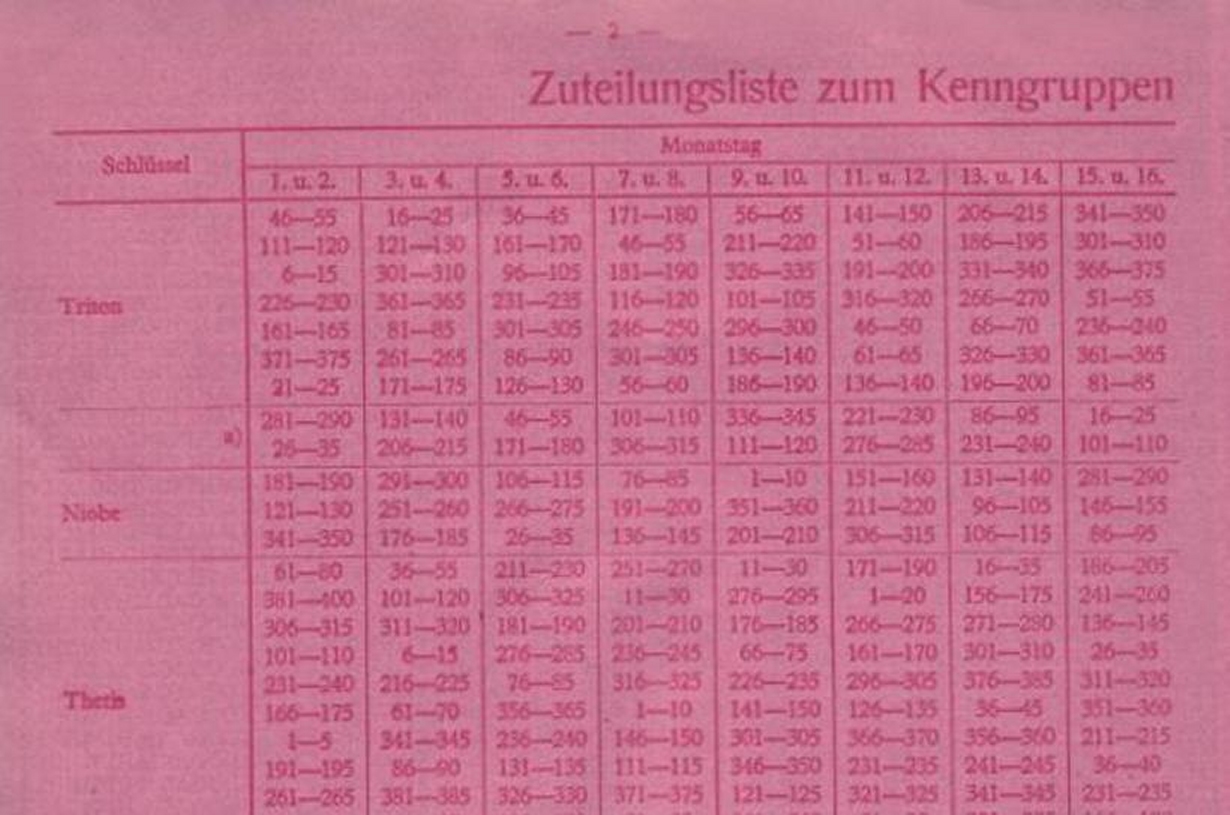 — 2 —
Zuteilungsliste zum Kenngruppen
Schlüssel
Monatstag
1. u. 2. 3. u. 4. 5. u. 6. 7. u. 8. 9. u. 10. 11. u. 12. 13. u. 14. 15. u. 16.
46—55 16—25 36—45 171—180 56—65 141—150 206—215 341—350
111—120 121—130 161—170 46—55 211—220 51—60 186—195 301—310
6—15 301—310 96—105 181—190 326—335 191—200 331—340 366—375
Triton 226—230 361—365 231—235 116—120 101—105 316—320 266—270 51—55
161—165 81—85 301—305 246—250 296—300 46—50 66—70 236—240
371—375 261—265 86—90 301—305 136—140 61—65 326—330 361—365
21—25 171—175 126—130 56—60 186—190 136—140 196—200 81—85
281—290 131—140 46—55 101—110 336—345 221—230 86—95 16—25
a) 26—35 206—215 171—180 306—315 111—120 276—285 231—240 101—110
181—190 291—300 106—115 76—85 1—10 151—160 131—140 281—290
Niobe 121—130 251—260 266—275 191—200 351—360 211—220 96—105 146—155
341—350 176—185 26—35 136—145 201—210 306—315 106—115 86—95
61—80 36—55 211—230 251—270 11—30 171—190 16—35 186—205
381—400 101—120 306—325 11—30 276—295 1—20 156—175 241—260
306—315 311—320 181—190 201—210 176—185 266—275 271—280 136—145
101—110 6—15 276—285 236—245 66—75 161—170 301—310 26—35
231—240 216—225 76—85 316—325 226—235 296—305 376—385 311—320
Thetis 166—175 61—70 356—365 1—10 141—150 126—135 36—45 351—360
1—5 341—345 236—240 146—150 301—305 366—370 356—360 211—215
191—195 86—90 131—135 111—115 346—350 231—235 241—245 36—40
261—265 381—385 326—330 371—375 121—125 321—325 341—345 231—235